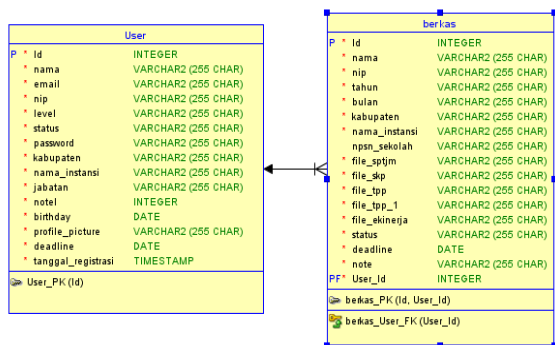 User
P * Id INTEGER
* nama VARCHAR2 (255 CHAR)
* email VARCHAR2 (255 CHAR)
* nip VARCHAR2 (255 CHAR)
* level VARCHAR2 (255 CHAR)
* status VARCHAR2 (255 CHAR)
* password VARCHAR2 (255 CHAR)
* kabupaten VARCHAR2 (255 CHAR)
* nama_instansi VARCHAR2 (255 CHAR)
* jabatan VARCHAR2 (255 CHAR)
* notel INTEGER
* birthday DATE
* profile_picture VARCHAR2 (255 CHAR)
* deadline DATE
* tanggal_registrasi TIMESTAMP
User_PK (Id)
berkas
P * Id INTEGER
* nama VARCHAR2 (255 CHAR)
* nip VARCHAR2 (255 CHAR)
* tahun VARCHAR2 (255 CHAR)
* bulan VARCHAR2 (255 CHAR)
* kabupaten VARCHAR2 (255 CHAR)
* nama_instansi VARCHAR2 (255 CHAR)
npsn_sekolah VARCHAR2 (255 CHAR)
* file_sptjm VARCHAR2 (255 CHAR)
* file_skp VARCHAR2 (255 CHAR)
* file_tpp VARCHAR2 (255 CHAR)
* file_tpp_1 VARCHAR2 (255 CHAR)
* file_ekinerja VARCHAR2 (255 CHAR)
* status VARCHAR2 (255 CHAR)
* deadline DATE
* note VARCHAR2 (255 CHAR)
PF* User_Id INTEGER
berkas_PK (Id, User_Id)
berkas_User_FK (User_Id)